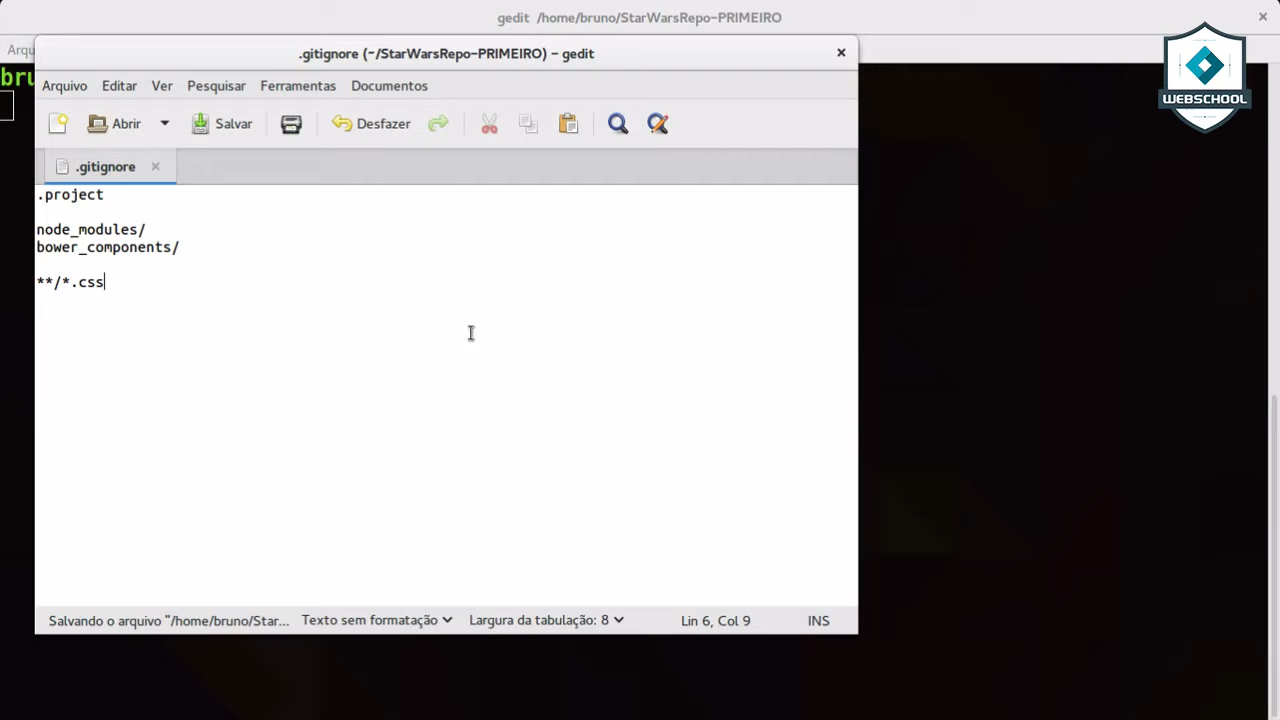 gedit /home/bruno/StarWarsRepo-PRIMEIRO
Arqu
bru
.gitignore (~/StarWarsRepo-PRIMEIRO) - gedit
Arquivo Editar Ver Pesquisar Ferramentas Documentos
Abrir Salvar Desfazer
.gitignore
.project
node_modules/
bower_components/
**/*.css
Salvando o arquivo "/home/bruno/Star... Texto sem formatação Largura da tabulação: 8 Lin 6, Col 9 INS
WEBSCHOOL